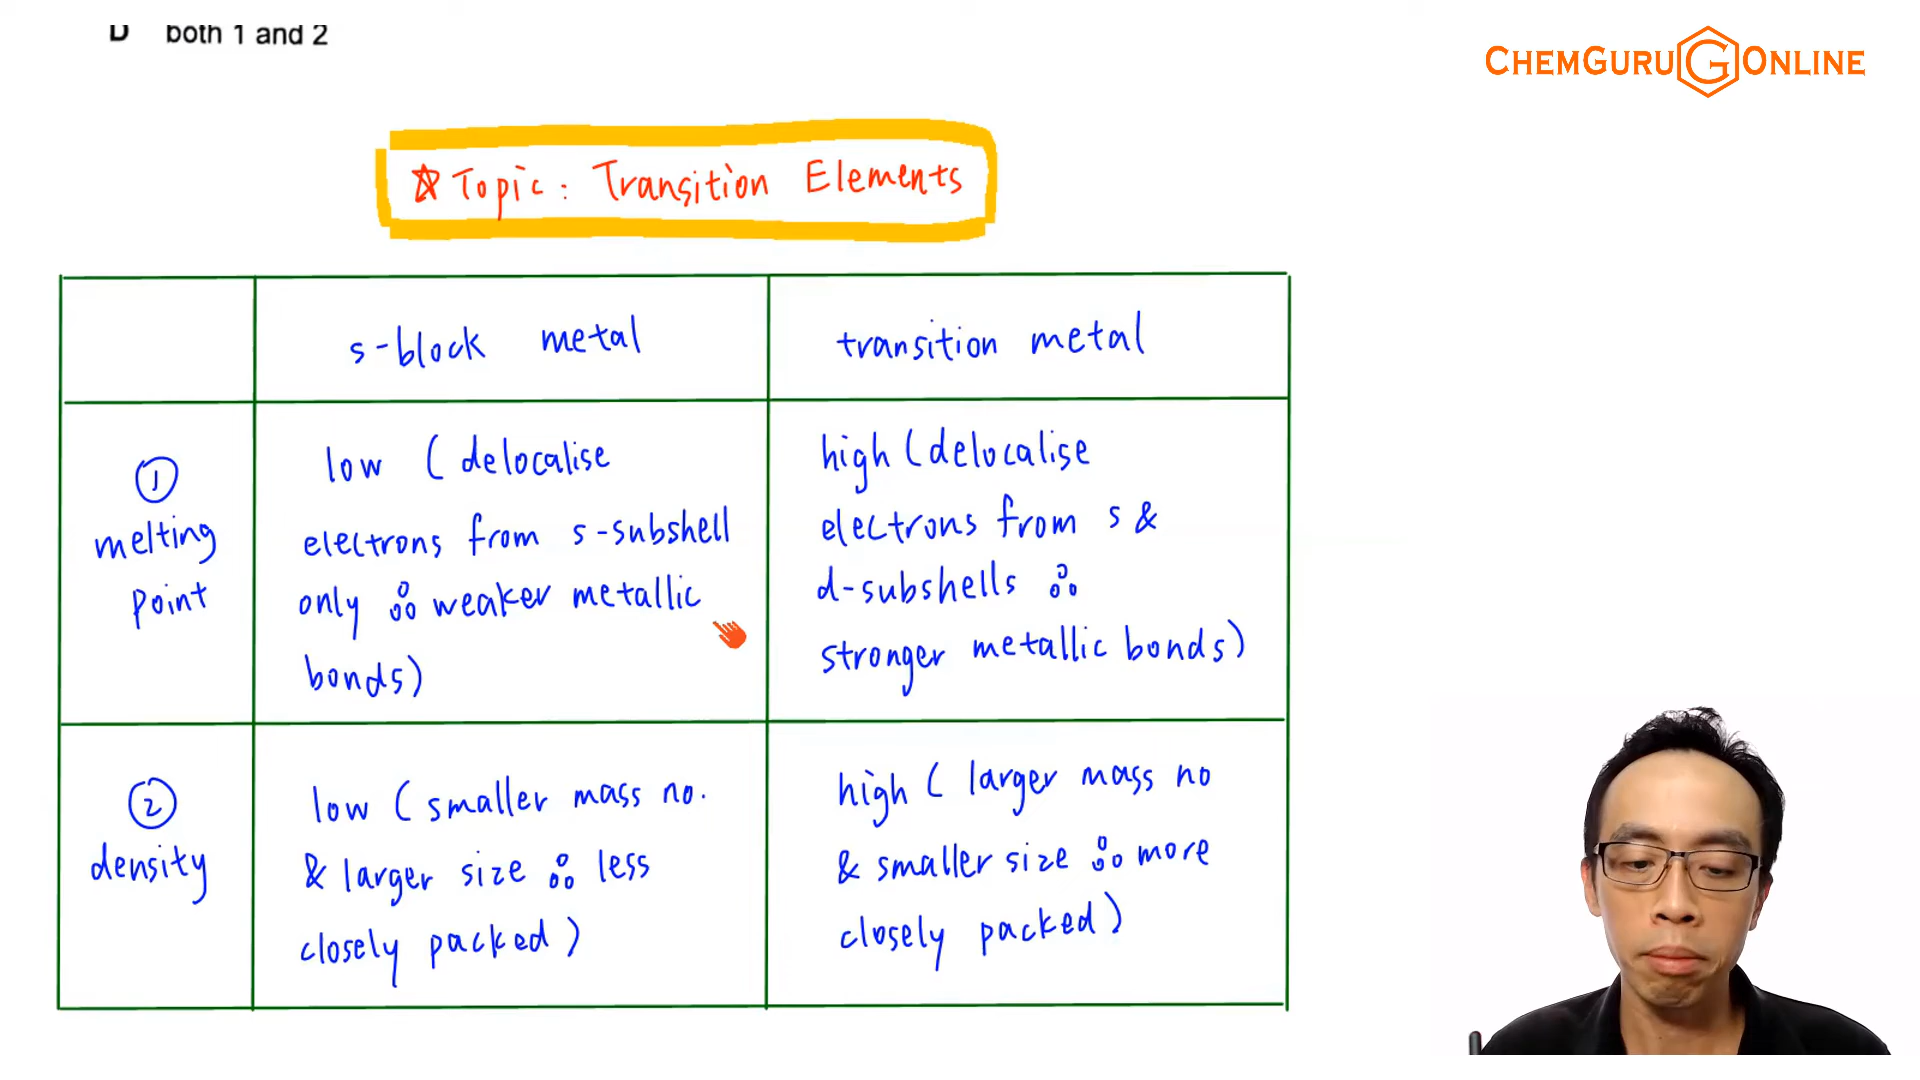 D both 1 and 2
CHEMGURU G ONLINE
☆ Topic: Transition Elements
s-block metal
transition metal
① melting point
low (delocalise
electrons from s-subshell
only ∴ weaker metallic
bonds)
high (delocalise
electrons from s &
d-subshells ∴
stronger metallic bonds)
② density
low (smaller mass no.
& larger size ∴ less
closely packed)
high (larger mass no
& smaller size ∴ more
closely packed)